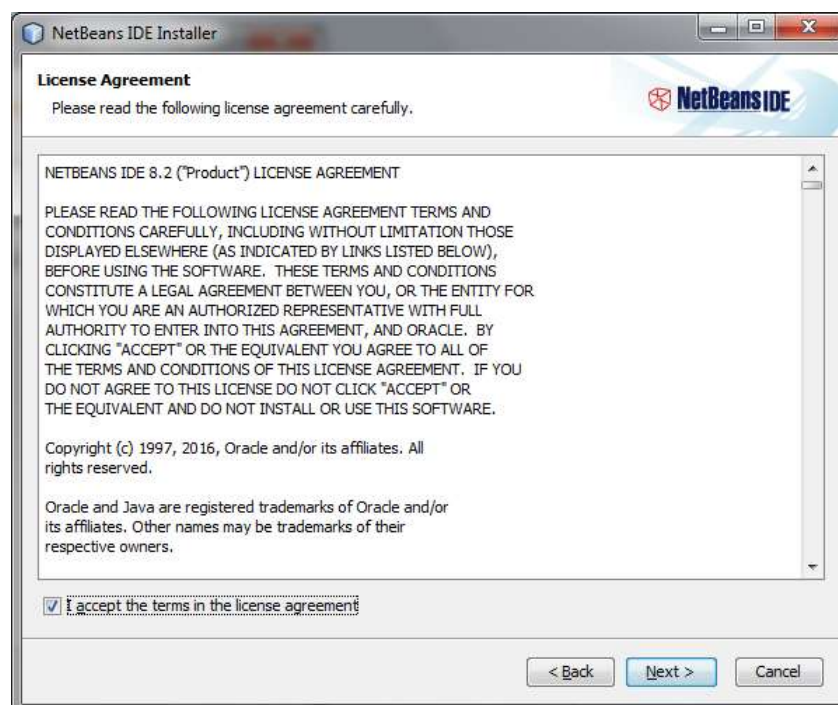 NetBeans IDE Installer
License Agreement
Please read the following license agreement carefully.
NetBeans IDE
NETBEANS IDE 8.2 ("Product") LICENSE AGREEMENT
PLEASE READ THE FOLLOWING LICENSE AGREEMENT TERMS AND
CONDITIONS CAREFULLY, INCLUDING WITHOUT LIMITATION THOSE
DISPLAYED ELSEWHERE (AS INDICATED BY LINKS LISTED BELOW),
BEFORE USING THE SOFTWARE.  THESE TERMS AND CONDITIONS
CONSTITUTE A LEGAL AGREEMENT BETWEEN YOU, OR THE ENTITY FOR
WHICH YOU ARE AN AUTHORIZED REPRESENTATIVE WITH FULL
AUTHORITY TO ENTER INTO THIS AGREEMENT, AND ORACLE.  BY
CLICKING "ACCEPT" OR THE EQUIVALENT YOU AGREE TO ALL OF
THE TERMS AND CONDITIONS OF THIS LICENSE AGREEMENT.  IF YOU
DO NOT AGREE TO THIS LICENSE DO NOT CLICK "ACCEPT" OR
THE EQUIVALENT AND DO NOT INSTALL OR USE THIS SOFTWARE.
Copyright (c) 1997, 2016, Oracle and/or its affiliates. All
rights reserved.
Oracle and Java are registered trademarks of Oracle and/or
its affiliates. Other names may be trademarks of their
respective owners.
I accept the terms in the license agreement
< Back
Next >
Cancel